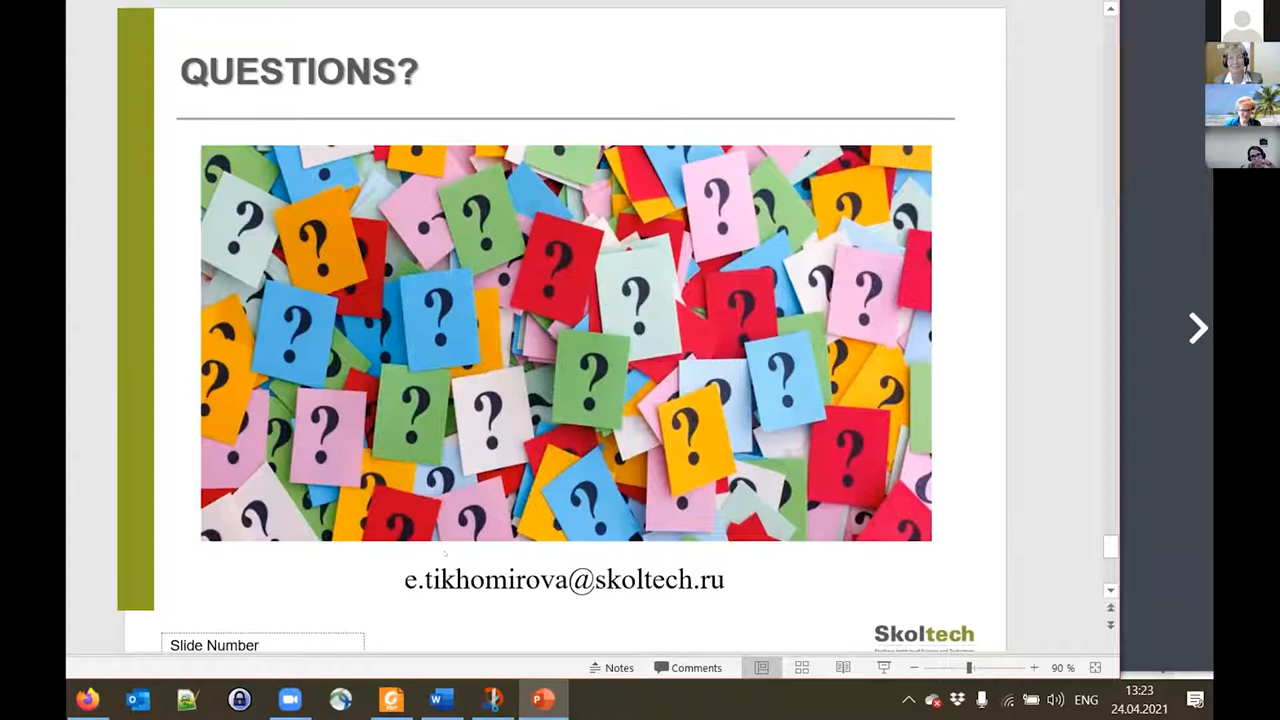 QUESTIONS?
e.tikhomirova@skoltech.ru
Slide Number
Skoltech
Notes
Comments
90 %
ENG
13:23
24.04.2021